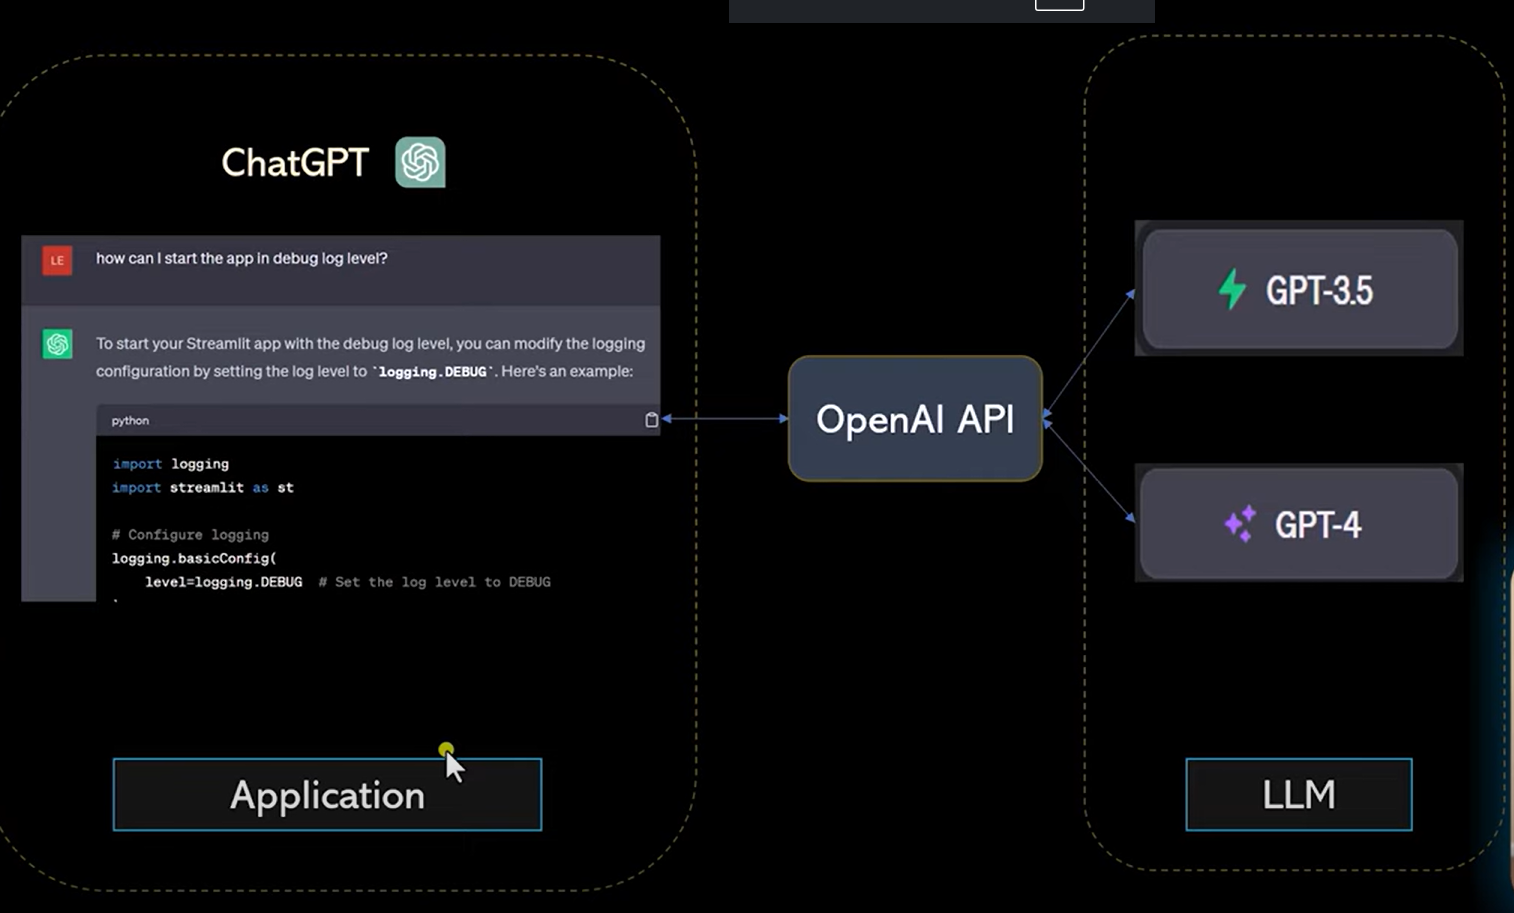 ChatGPT
LE
how can I start the app in debug log level?
To start your Streamlit app with the debug log level, you can modify the logging
configuration by setting the log level to `logging.DEBUG`. Here's an example:
python
import logging
import streamlit as st
# Configure logging
logging.basicConfig(
level=logging.DEBUG # Set the log level to DEBUG
Application
OpenAI API
GPT-3.5
GPT-4
LLM